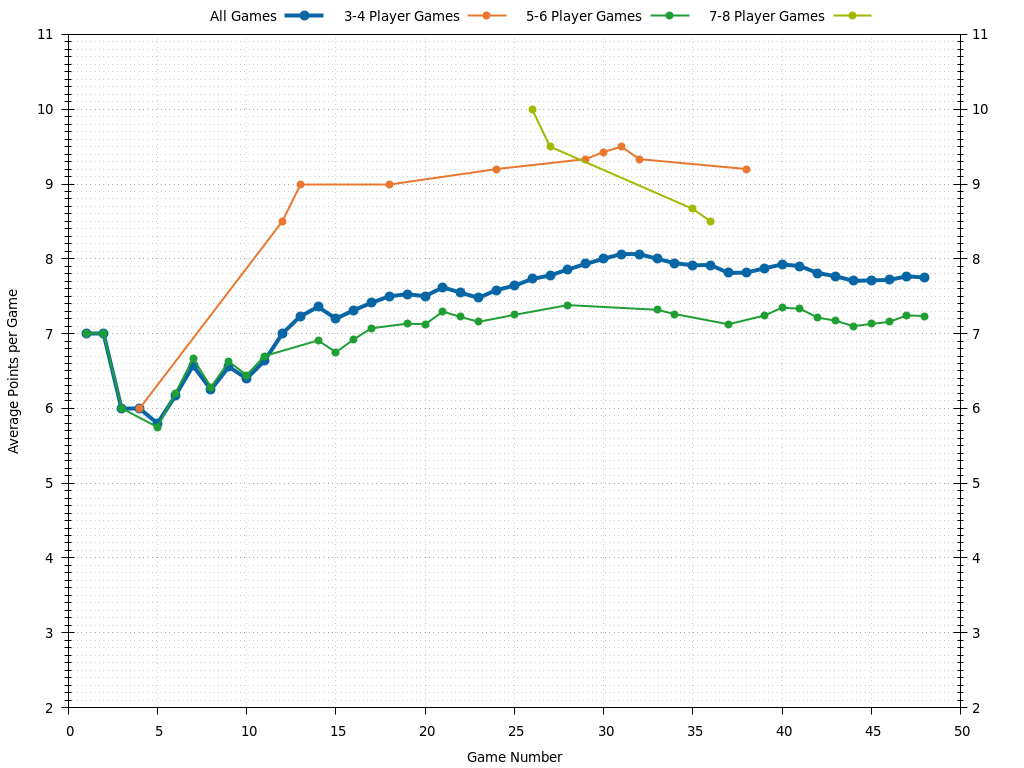 All Games 3-4 Player Games 5-6 Player Games 7-8 Player Games
11 11
10 10
9 9
8 8
7 7
6 6
5 5
4 4
3 3
2 2
Average Points per Game
0 5 10 15 20 25 30 35 40 45 50
Game Number